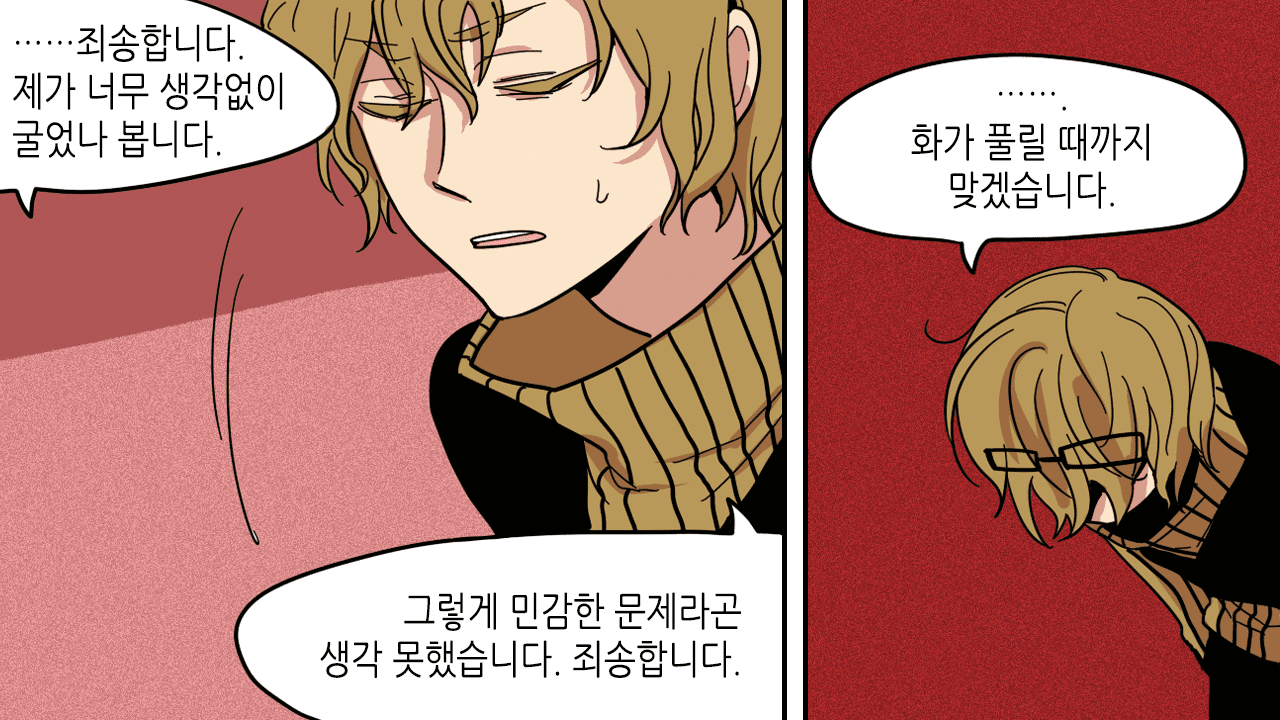 ……죄송합니다.
제가 너무 생각없이
굴었나 봅니다.
그렇게 민감한 문제라곤
생각 못했습니다. 죄송합니다.
…….
화가 풀릴 때까지
맞겠습니다.